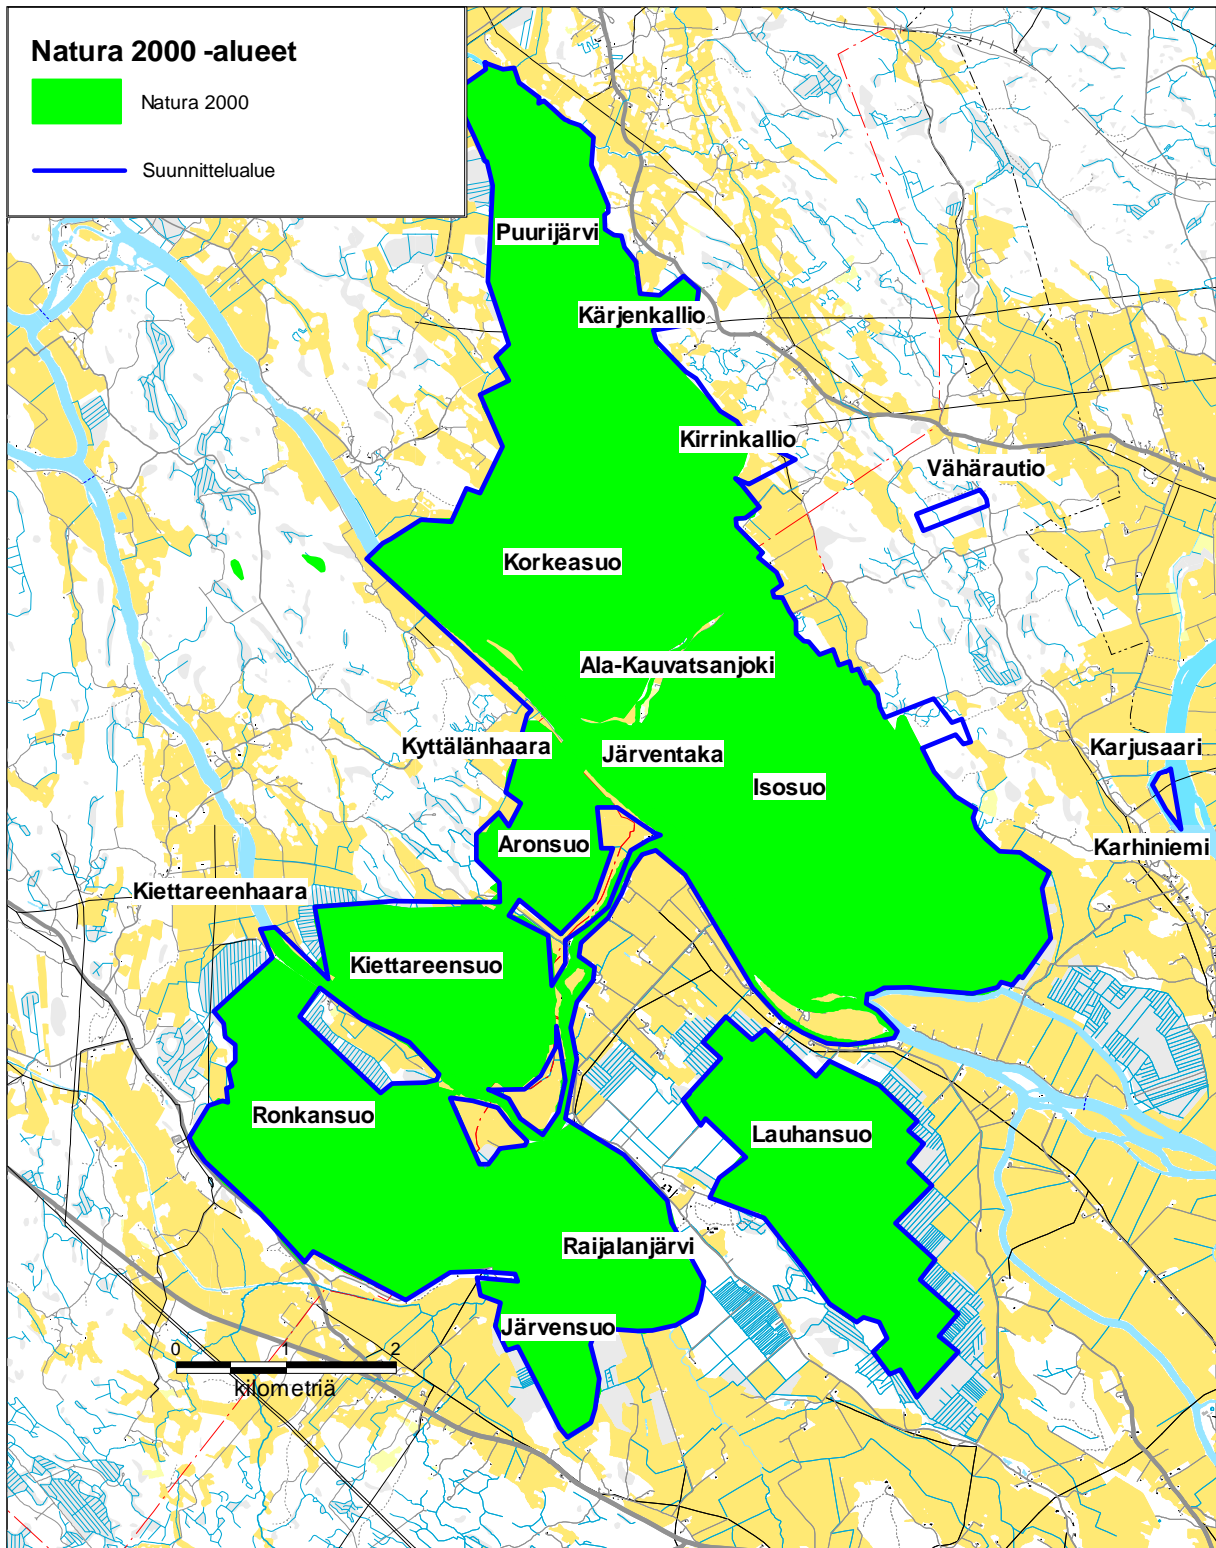 Natura 2000 -alueet
Natura 2000
Suunnittelualue
Puurijärvi
Kärjenkallio
Kirrinkallio
Vähärautio
Korkeasuo
Ala-Kauvatsanjoki
Kyttälänhaara
Järventaka
Karjusaari
Isosuo
Aronsuo
Karhiniemi
Kiettareenhaara
Kiettareensuo
Ronkansuo
Lauhansuo
Raijalanjärvi
Järvensuo
0 1 2
kilometriä